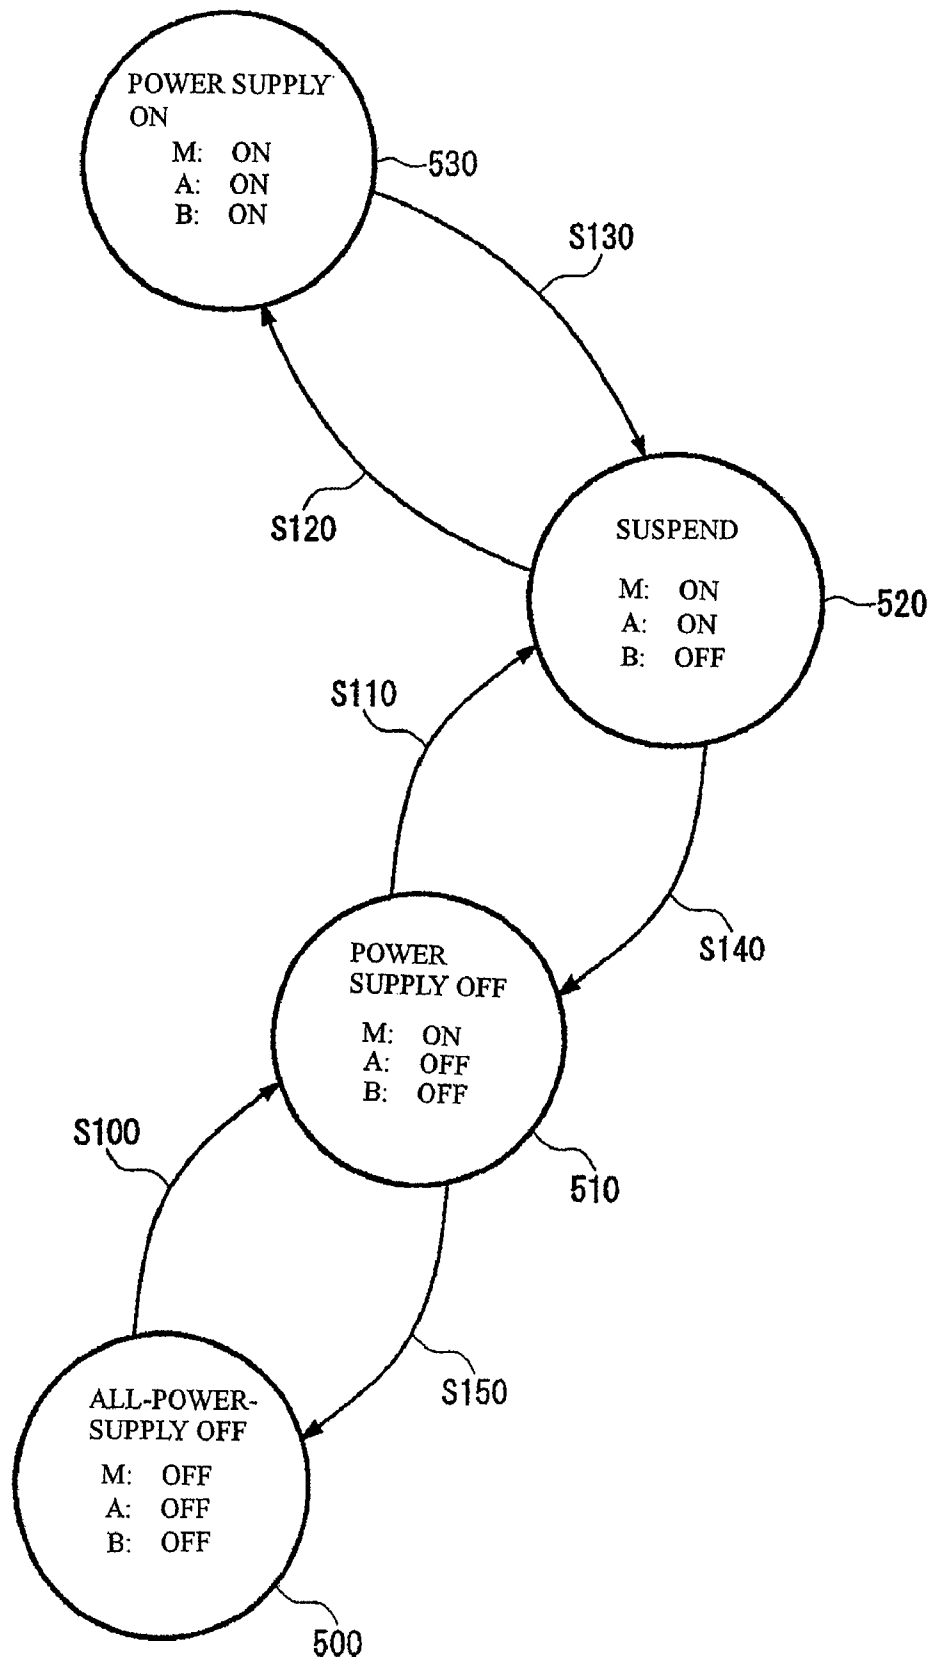 POWER SUPPLY
ON
M: ON
A: ON
B: ON
530
S130
S120
SUSPEND
M: ON
A: ON
B: OFF
520
S110
S140
POWER
SUPPLY OFF
M: ON
A: OFF
B: OFF
510
S100
S150
ALL-POWER-
SUPPLY OFF
M: OFF
A: OFF
B: OFF
500